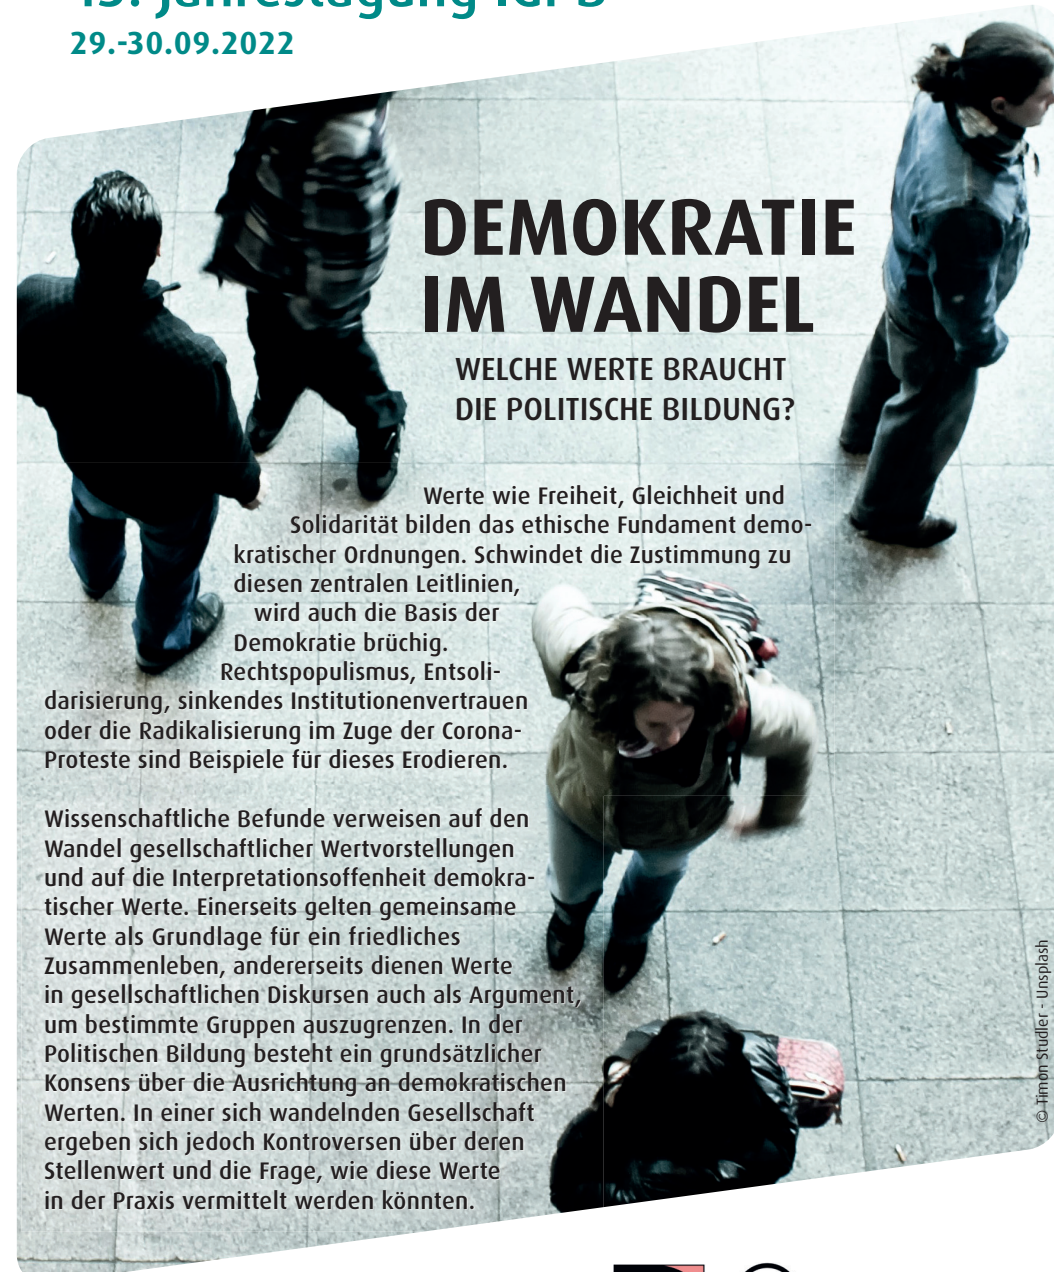 Jahrestagung
29.-30.09.2022
DEMOKRATIE
IM WANDEL
WELCHE WERTE BRAUCHT
DIE POLITISCHE BILDUNG?
Werte wie Freiheit, Gleichheit und
Solidarität bilden das ethische Fundament demo-
kratischer Ordnungen. Schwindet die Zustimmung zu
diesen zentralen Leitlinien,
wird auch die Basis der
Demokratie brüchig.
Rechtspopulismus, Entsoli-
darisierung, sinkendes Institutionenvertrauen
oder die Radikalisierung im Zuge der Corona-
Proteste sind Beispiele für dieses Erodieren.
Wissenschaftliche Befunde verweisen auf den
Wandel gesellschaftlicher Wertvorstellungen
und auf die Interpretationsoffenheit demokra-
tischer Werte. Einerseits gelten gemeinsame
Werte als Grundlage für ein friedliches
Zusammenleben, andererseits dienen Werte
in gesellschaftlichen Diskursen auch als Argument,
um bestimmte Gruppen auszugrenzen. In der
Politischen Bildung besteht ein grundsätzlicher
Konsens über die Ausrichtung an demokratischen
Werten. In einer sich wandelnden Gesellschaft
ergeben sich jedoch Kontroversen über deren
Stellenwert und die Frage, wie diese Werte
in der Praxis vermittelt werden könnten.
© Timon Studler - Unsplash